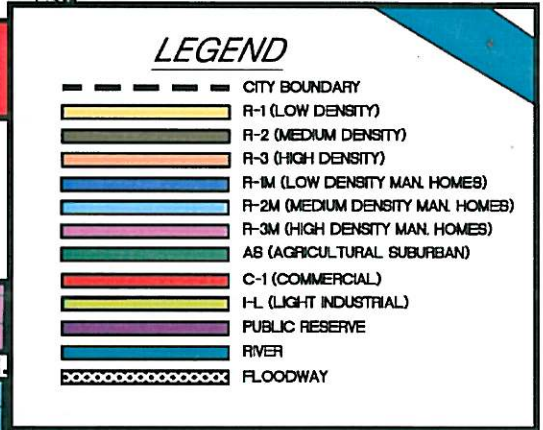 LEGEND
CITY BOUNDARY
R-1 (LOW DENSITY)
R-2 (MEDIUM DENSITY)
R-3 (HIGH DENSITY)
R-1M (LOW DENSITY MAN. HOMES)
R-2M (MEDIUM DENSITY MAN. HOMES)
R-3M (HIGH DENSITY MAN. HOMES)
AS (AGRICULTURAL SUBURBAN)
C-1 (COMMERCIAL)
I-L (LIGHT INDUSTRIAL)
PUBLIC RESERVE
RIVER
FLOODWAY